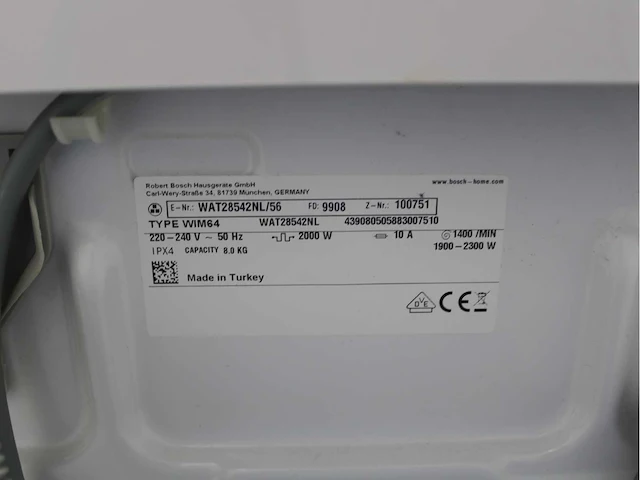 Robert Bosch Hausgeräte GmbH
Carl-Wery-Straße 34, 81739 München, GERMANY
www.bosch-home.com
E-Nr.: WAT28542NL/56 FD: 9908 Z-Nr.: 100751
TYPE WIM64 WAT28542NL 439080505883007510
220-240 V - 50 Hz 2000 W 10 A 1400 /MIN
IPX4 CAPACITY 8.0 KG 1900-2300 W
Made in Turkey
VDE CE